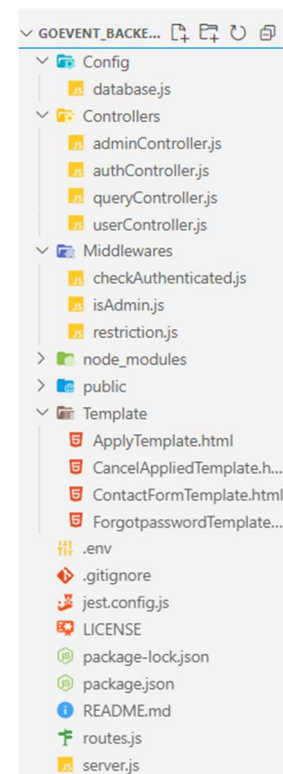 GOEVENT_BACKE...
Config
database.js
Controllers
adminController.js
authController.js
queryController.js
userController.js
Middlewares
checkAuthenticated.js
isAdmin.js
restriction.js
node_modules
public
Template
ApplyTemplate.html
CancelAppliedTemplate.h...
ContactFormTemplate.html
ForgotpasswordTemplate...
.env
.gitignore
jest.config.js
LICENSE
package-lock.json
package.json
README.md
routes.js
server.js